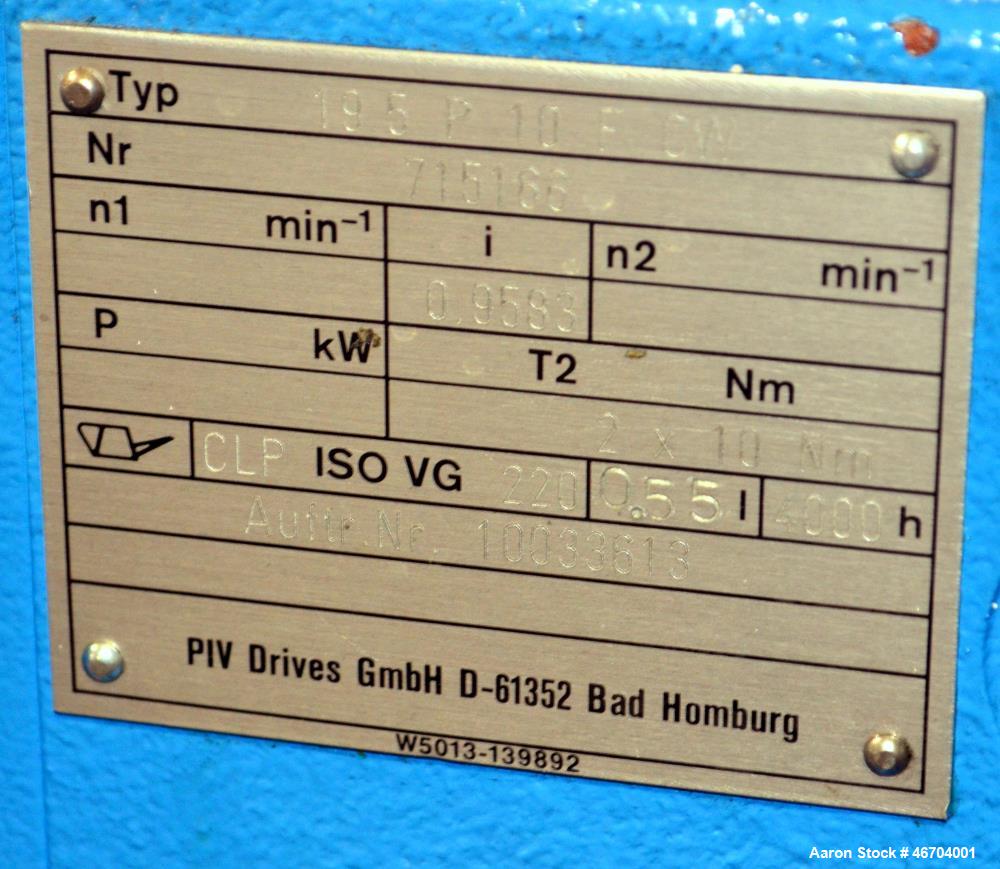 Typ 19 5 P 10 F CW
Nr 715166
n1 min⁻¹ i n2 min⁻¹
0.9583
P kW T2 Nm
2 x 10 Nm
CLP ISO VG 220 0.55 l 4000 h
Auftr.Nr. 10033613
PIV Drives GmbH D-61352 Bad Homburg
W5013-139892
Aaron Stock # 46704001